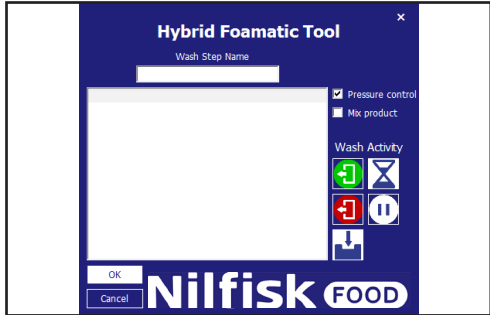 ×
Hybrid Foamatic Tool
Wash Step Name
Pressure control
Mix product
Wash Activity
OK
Cancel
Nilfisk FOOD